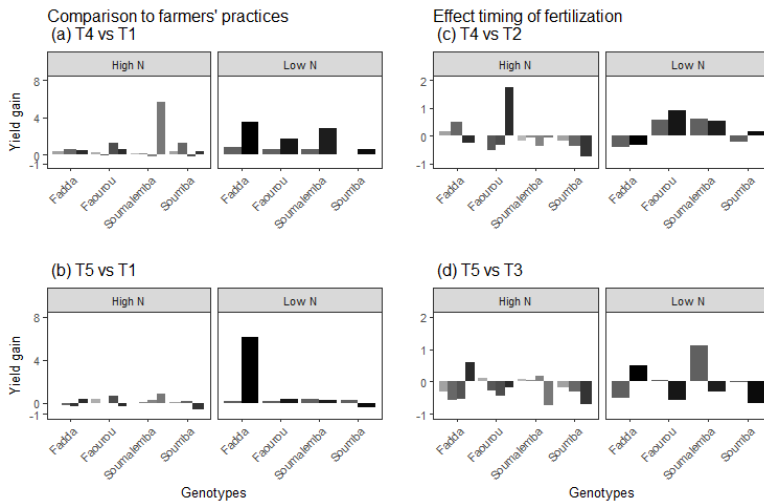 Comparison to farmers' practices
(a) T4 vs T1
High N
Low N
Yield gain
8
4
0
-1
Fadda
Faourou
Soumalemba
Soumba
Fadda
Faourou
Soumalemba
Soumba
Effect timing of fertilization
(c) T4 vs T2
High N
Low N
2
1
0
-1
Fadda
Faourou
Soumalemba
Soumba
Fadda
Faourou
Soumalemba
Soumba
(b) T5 vs T1
High N
Low N
Yield gain
8
4
0
-1
Fadda
Faourou
Soumalemba
Soumba
Fadda
Faourou
Soumalemba
Soumba
Genotypes
(d) T5 vs T3
High N
Low N
2
1
0
-1
Fadda
Faourou
Soumalemba
Soumba
Fadda
Faourou
Soumalemba
Soumba
Genotypes